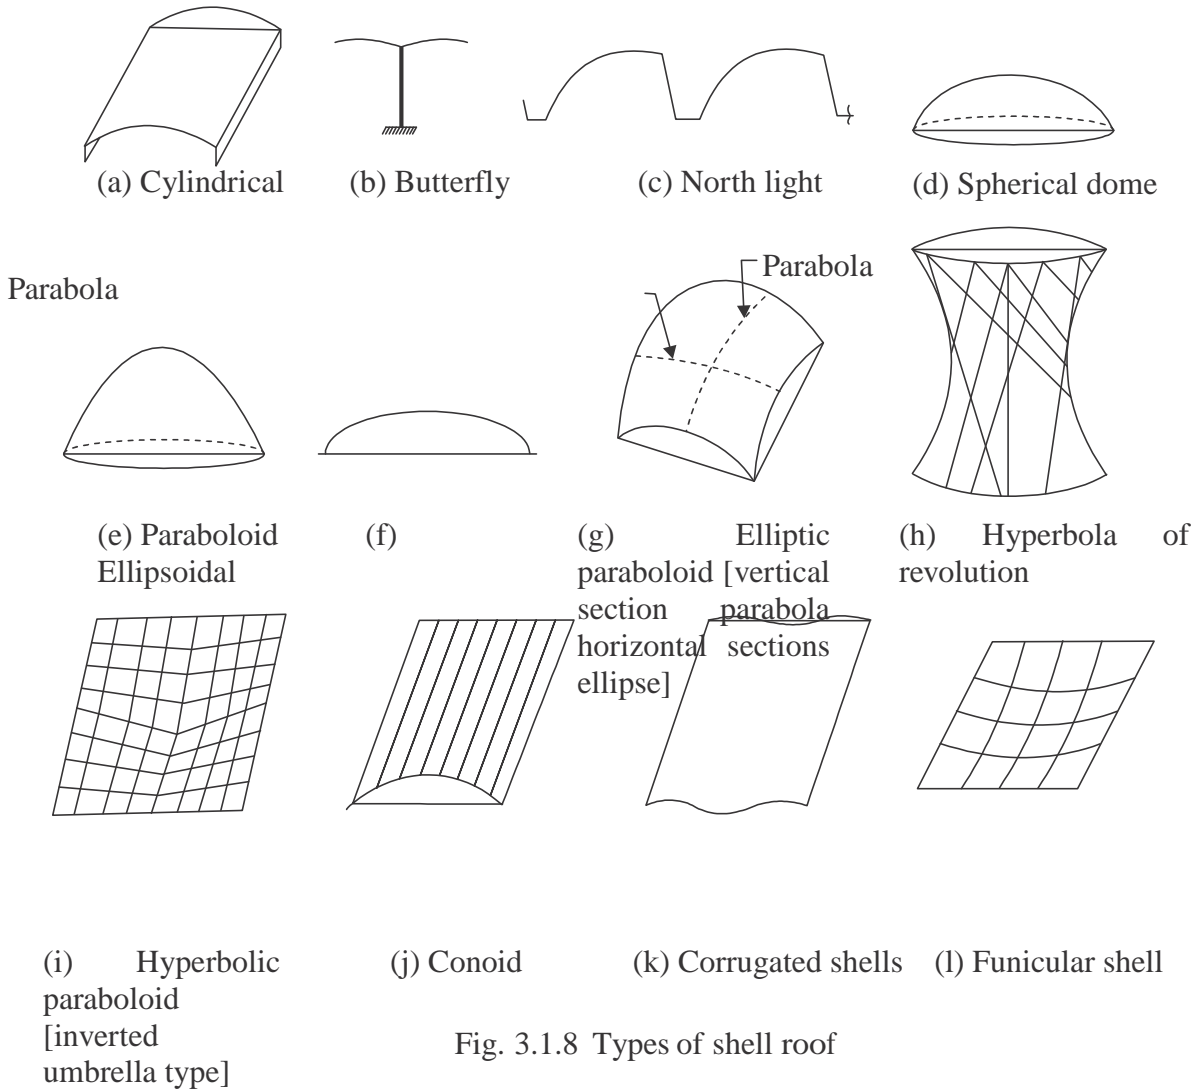 (a) Cylindrical
(b) Butterfly
(c) North light
(d) Spherical dome
Parabola
Parabola
(e) Paraboloid
Ellipsoidal
(f)
(g) Elliptic
paraboloid [vertical
section parabola
horizontal sections
ellipse]
(h) Hyperbola of
revolution
(i) Hyperbolic
paraboloid
[inverted
umbrella type]
(j) Conoid
(k) Corrugated shells
(l) Funicular shell
Fig. 3.1.8 Types of shell roof